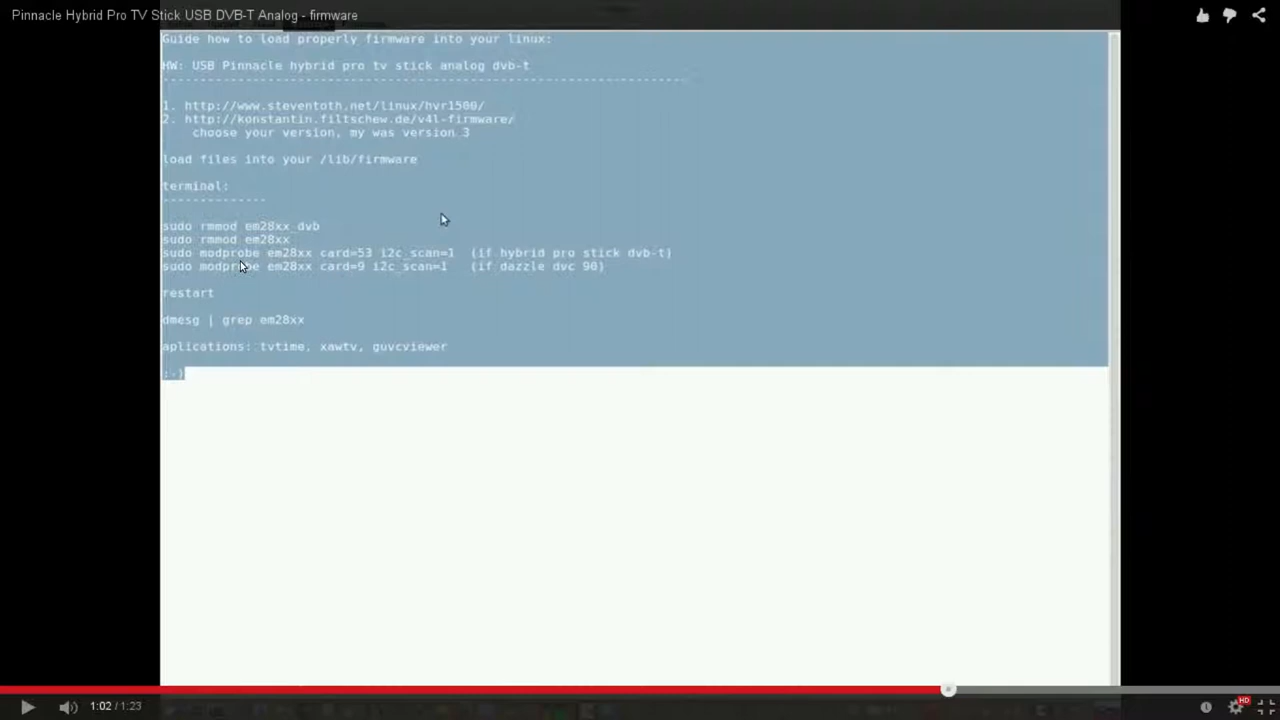 Pinnacle Hybrid Pro TV Stick USB DVB-T Analog - firmware
Guide how to load properly firmware into your linux:
HW: USB Pinnacle hybrid pro tv stick analog dvb-t
--------------------------------------------------------------------
1. http://www.steventoth.net/linux/hvr1500/
2. http://konstantin.filtschew.de/v4l-firmware/
choose your version, my was version 3
load files into your /lib/firmware
terminal:
--------------
sudo rmmod em28xx_dvb
sudo rmmod em28xx
sudo modprobe em28xx card=53 i2c_scan=1 (if hybrid pro stick dvb-t)
sudo modprobe em28xx card=9 i2c_scan=1 (if dazzle dvc 90)
restart
dmesg | grep em28xx
aplications: tvtime, xawtv, guvcviewer
:-)
1:02 / 1:23
HD